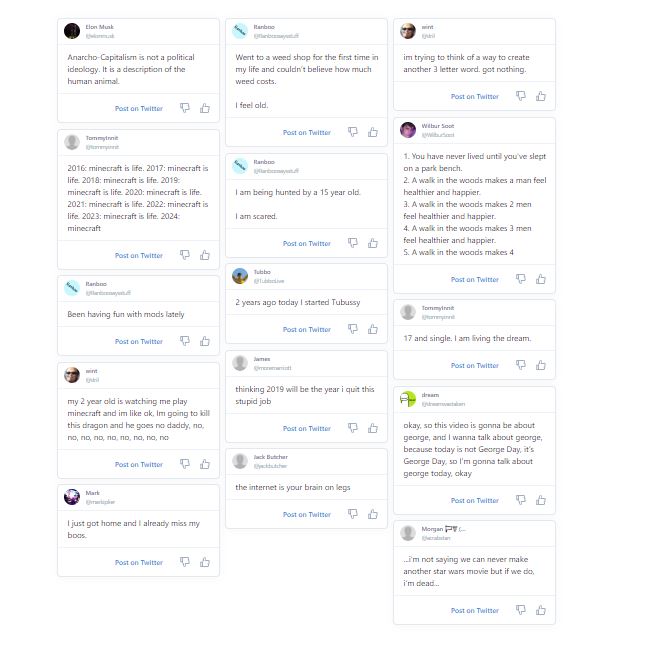 Elon Musk
@elonmusk
Anarcho-Capitalism is not a political
ideology. It is a description of the
human animal.
Post on Twitter
TommyInnit
@tommyinnit
2016: minecraft is life. 2017: minecraft is
life. 2018: minecraft is life. 2019:
minecraft is life. 2020: minecraft is life.
2021: minecraft is life. 2022: minecraft is
life. 2023: minecraft is life. 2024:
minecraft
Post on Twitter
Ranboo
@Ranboosaysstuff
Been having fun with mods lately
Post on Twitter
wint
@dril
my 2 year old is watching me play
minecraft and im like ok, Im going to kill
this dragon and he goes no daddy, no,
no, no, no, no, no, no, no, no
Post on Twitter
Mark
I just got home and I already miss my
boos.
Post on Twitter
Ranboo
@Ranboosaysstuff
Went to a weed shop for the first time in
my life and couldn't believe how much
weed costs.
I feel old.
Post on Twitter
Ranboo
@Ranboosaysstuff
I am being hunted by a 15 year old.
I am scared.
Post on Twitter
Tubbo
@TubboLive
2 years ago today I started Tubussy
Post on Twitter
James
thinking 2019 will be the year i quit this
stupid job
Post on Twitter
Jack Butcher
@jackbutcher
the internet is your brain on legs
Post on Twitter
wint
@dril
im trying to think of a way to create
another 3 letter word. got nothing.
Post on Twitter
Wilbur Soot
@WilburSoot
1. You have never lived until you've slept
on a park bench.
2. A walk in the woods makes a man feel
healthier and happier.
3. A walk in the woods makes 2 men
feel healthier and happier.
4. A walk in the woods makes 3 men
feel healthier and happier.
5. A walk in the woods makes 4
Post on Twitter
TommyInnit
@tommyinnit
17 and single. I am living the dream.
Post on Twitter
dream
@dreamwastaken
okay, so this video is gonna be about
george, and I wanna talk about george,
because today is not George Day, it's
George Day, so I'm gonna talk about
george today, okay
Post on Twitter
Morgan
...i'm not saying we can never make
another star wars movie but if we do,
i'm dead...
Post on Twitter